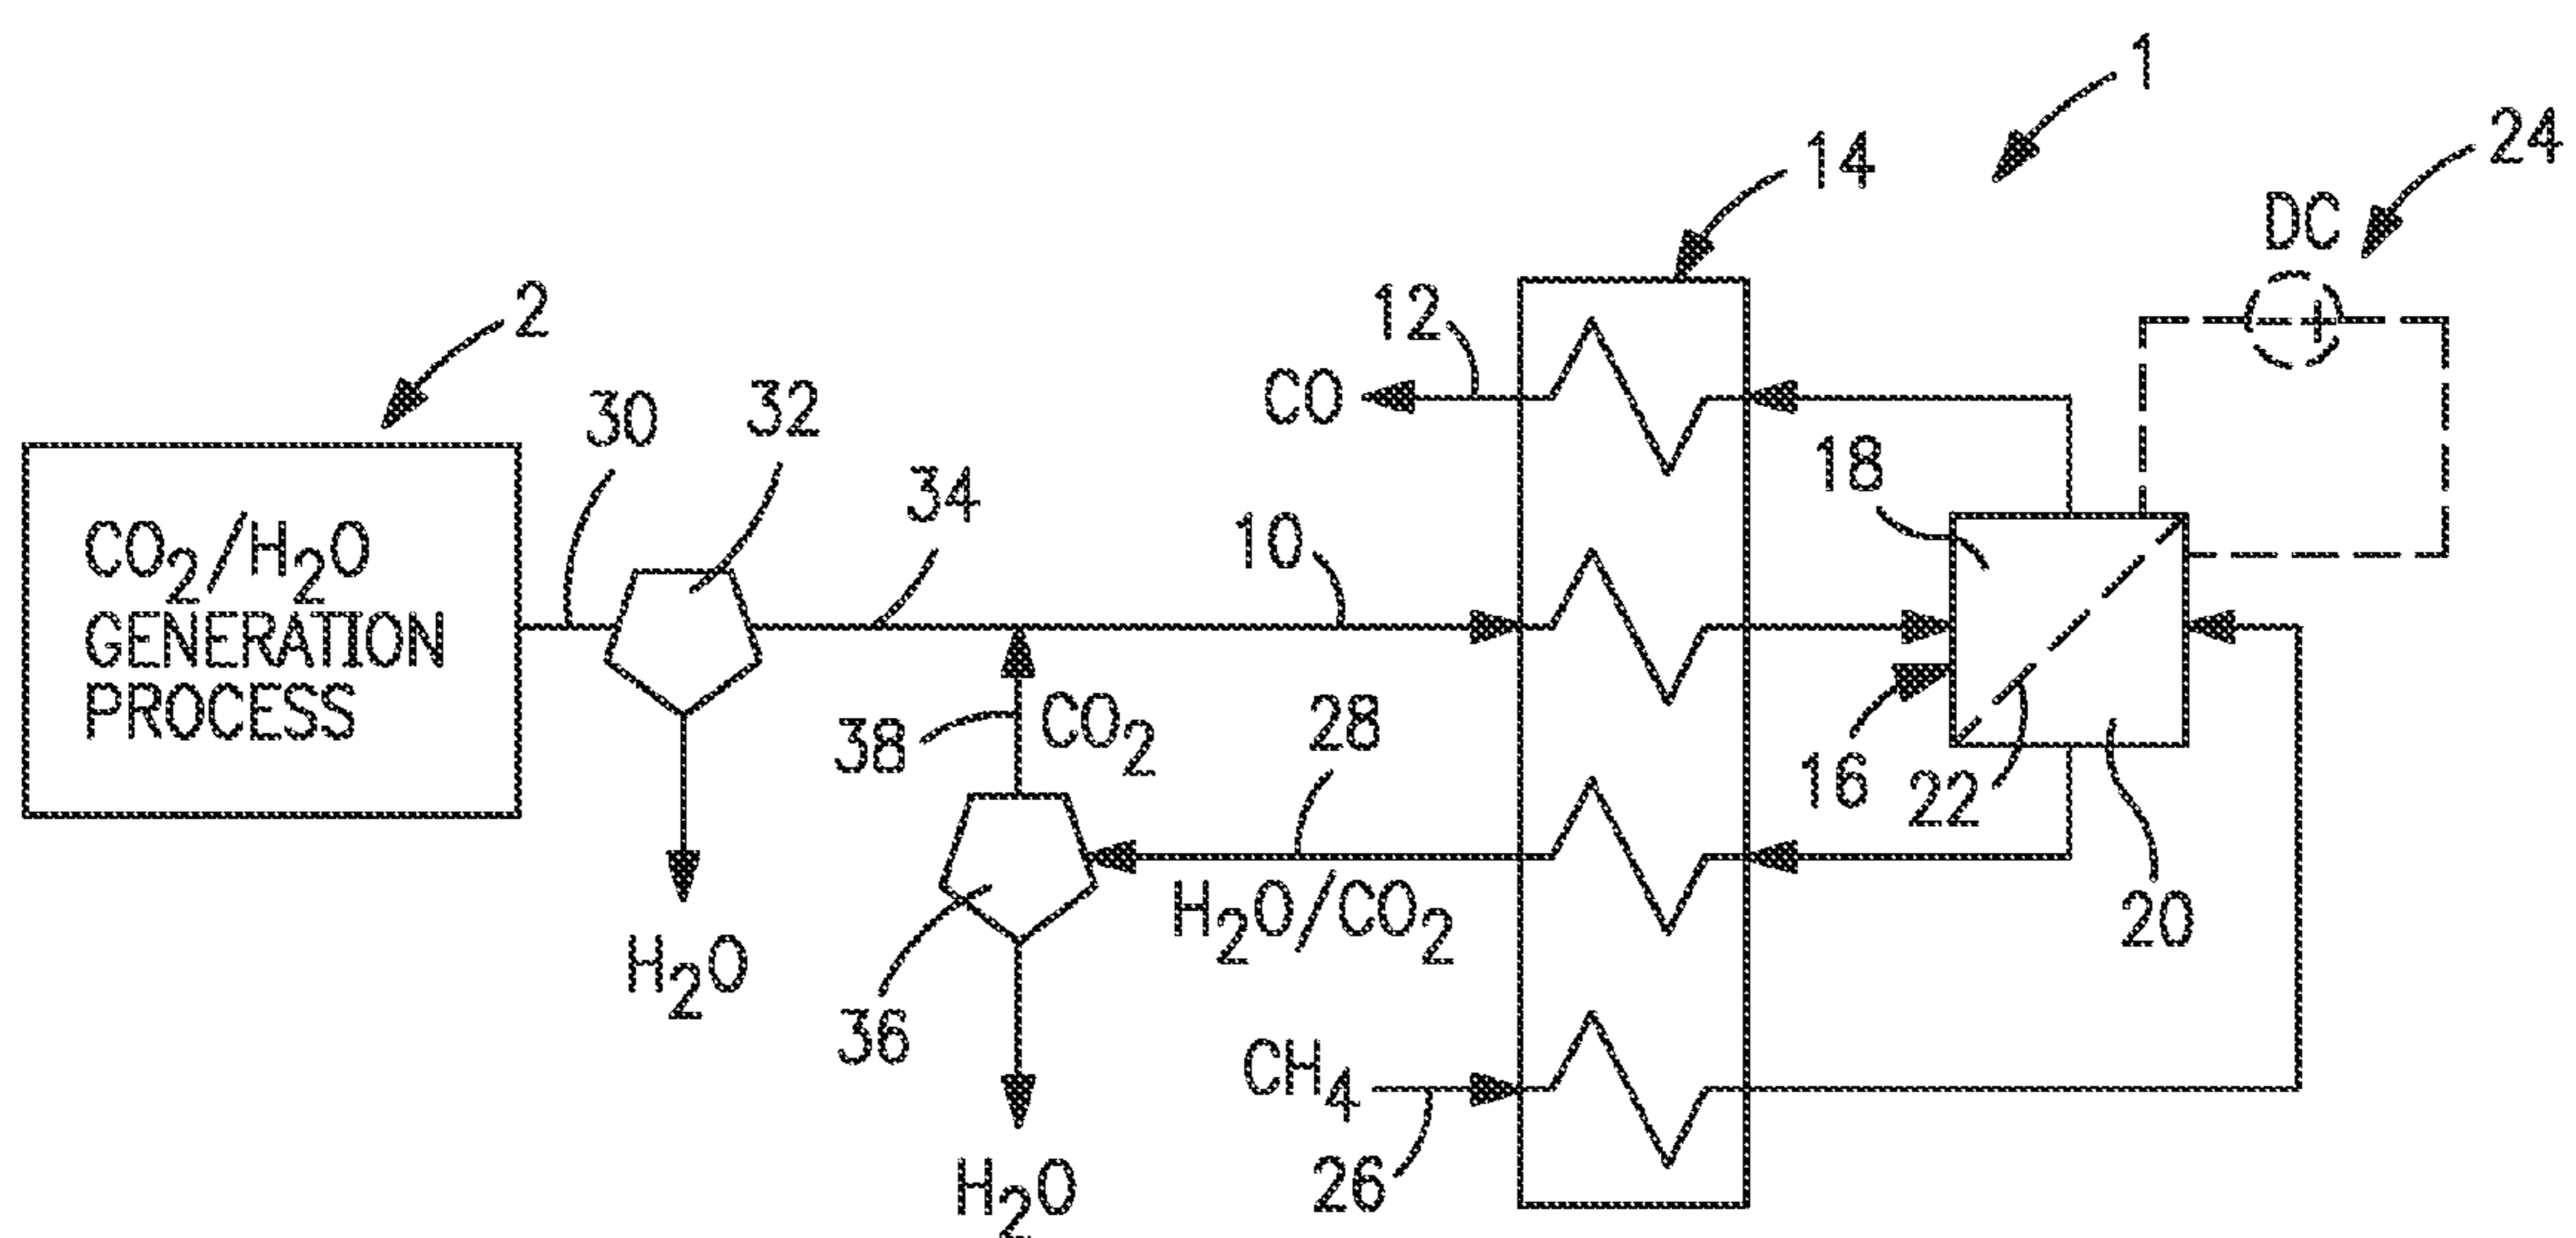 1
14
24
DC
2
12
30
32
CO
18
34
10
CO₂/H₂O
GENERATION
PROCESS
38
CO₂
28
16
22
H₂O/CO₂
20
H₂O
36
CH₄
26
H₂O